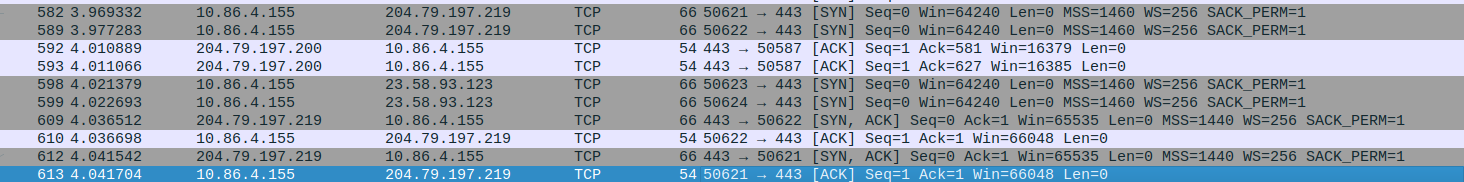 582 3.969332 10.86.4.155 204.79.197.219 TCP 66 50621 → 443 [SYN] Seq=0 Win=64240 Len=0 MSS=1460 WS=256 SACK_PERM=1
589 3.977283 10.86.4.155 204.79.197.219 TCP 66 50622 → 443 [SYN] Seq=0 Win=64240 Len=0 MSS=1460 WS=256 SACK_PERM=1
592 4.010889 204.79.197.200 10.86.4.155 TCP 54 443 → 50587 [ACK] Seq=1 Ack=581 Win=16379 Len=0
593 4.011066 204.79.197.200 10.86.4.155 TCP 54 443 → 50587 [ACK] Seq=1 Ack=627 Win=16385 Len=0
598 4.021379 10.86.4.155 23.58.93.123 TCP 66 50623 → 443 [SYN] Seq=0 Win=64240 Len=0 MSS=1460 WS=256 SACK_PERM=1
599 4.022693 10.86.4.155 23.58.93.123 TCP 66 50624 → 443 [SYN] Seq=0 Win=64240 Len=0 MSS=1460 WS=256 SACK_PERM=1
609 4.036512 204.79.197.219 10.86.4.155 TCP 66 443 → 50622 [SYN, ACK] Seq=0 Ack=1 Win=65535 Len=0 MSS=1440 WS=256 SACK_PERM=1
610 4.036698 10.86.4.155 204.79.197.219 TCP 54 50622 → 443 [ACK] Seq=1 Ack=1 Win=66048 Len=0
612 4.041542 204.79.197.219 10.86.4.155 TCP 66 443 → 50621 [SYN, ACK] Seq=0 Ack=1 Win=65535 Len=0 MSS=1440 WS=256 SACK_PERM=1
613 4.041704 10.86.4.155 204.79.197.219 TCP 54 50621 → 443 [ACK] Seq=1 Ack=1 Win=66048 Len=0